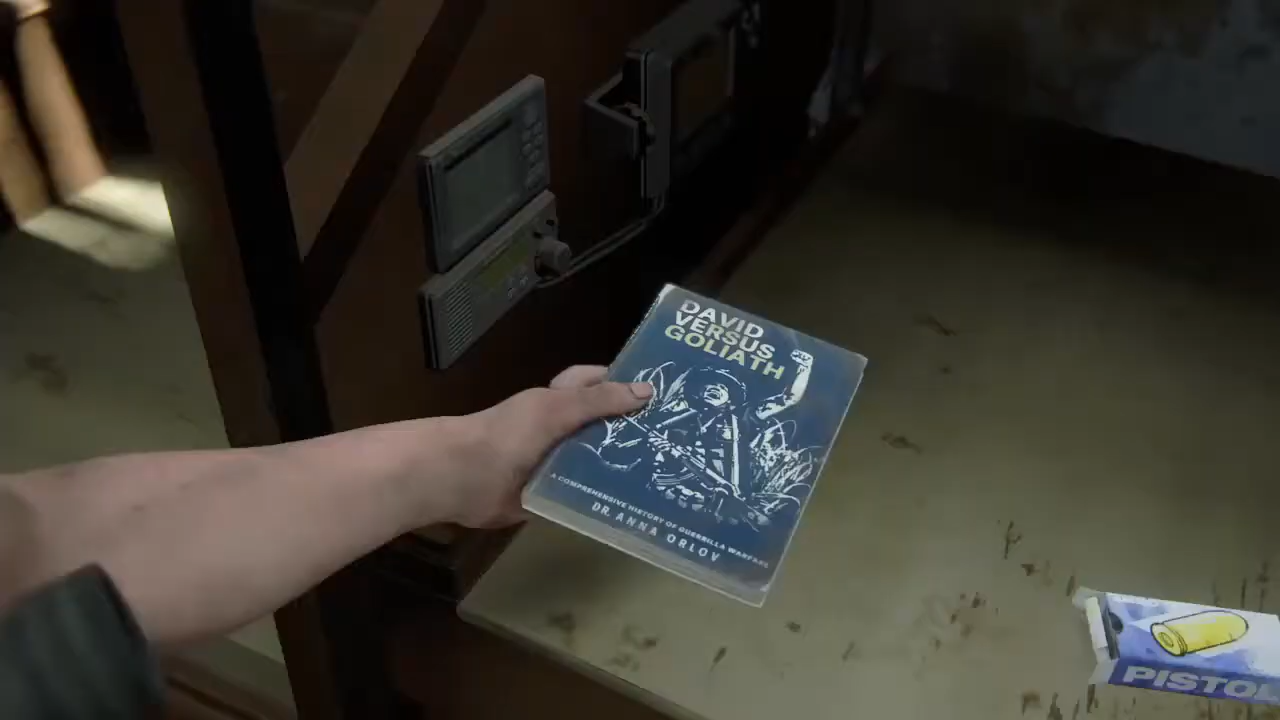 DAVID
VERSUS
GOLIATH
A COMPREHENSIVE HISTORY OF GUERRILLA WARFARE
DR. ANNA ORLOV
PISTOL